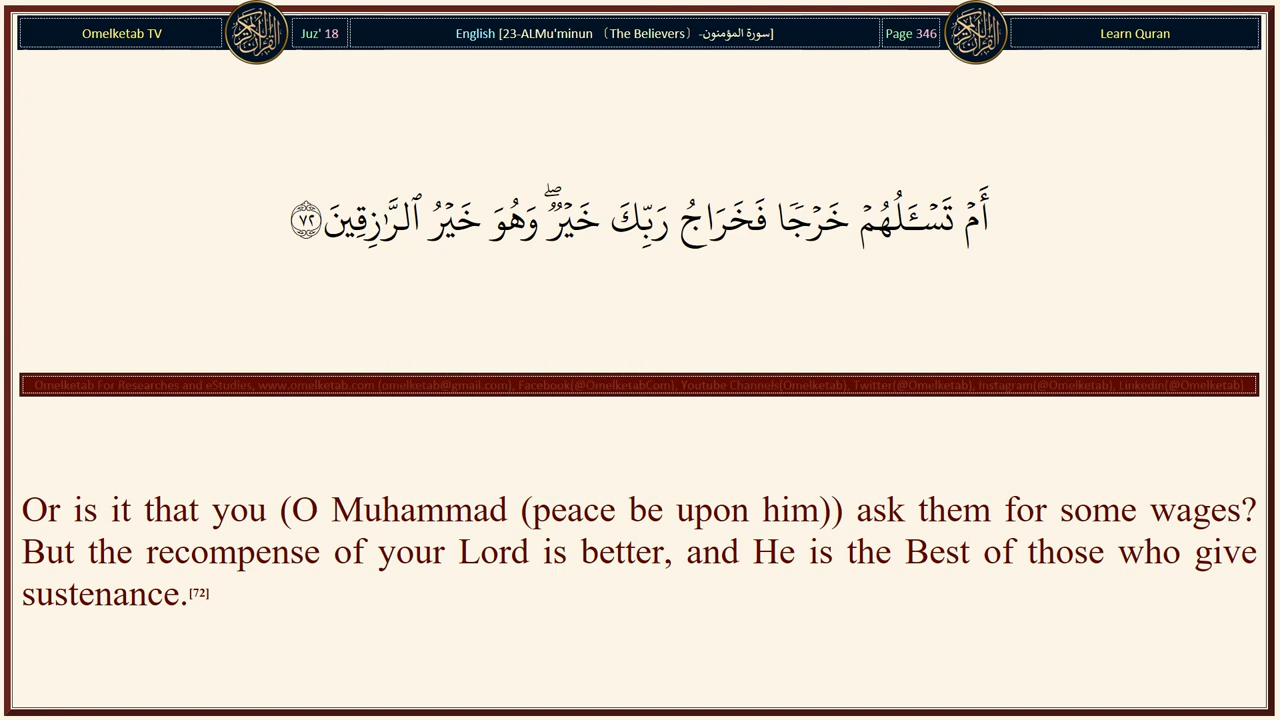 Omelketab TV
Juz' 18
English [23-ALMu'minun （The Believers） -سورة المؤمنون]
Page 346
Learn Quran
أَمۡ تَسۡـَٔلُهُمۡ خَرۡجٗا فَخَرَاجُ رَبِّكَ خَيۡرٞۖ وَهُوَ خَيۡرُ ٱلرَّٰزِقِينَ ٧٢
Omelketab For Researches and eStudies, www.omelketab.com (omelketab@gmail.com), Facebook(@OmelketabCom), Youtube Channels(Omelketab), Twitter(@Omelketab), Instagram(@Omelketab), Linkedin(@Omelketab)
Or is it that you (O Muhammad (peace be upon him)) ask them for some wages?
But the recompense of your Lord is better, and He is the Best of those who give
sustenance.[72]